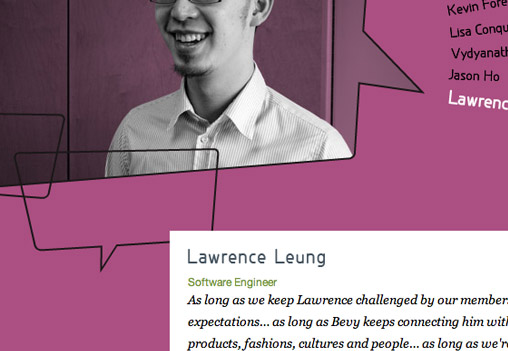 Kevin Fore
Lisa Conqu
Vydyanath
Jason Ho
Lawrence
Lawrence Leung
Software Engineer
As long as we keep Lawrence challenged by our member
expectations... as long as Bevy keeps connecting him with
products, fashions, cultures and people... as long as we're